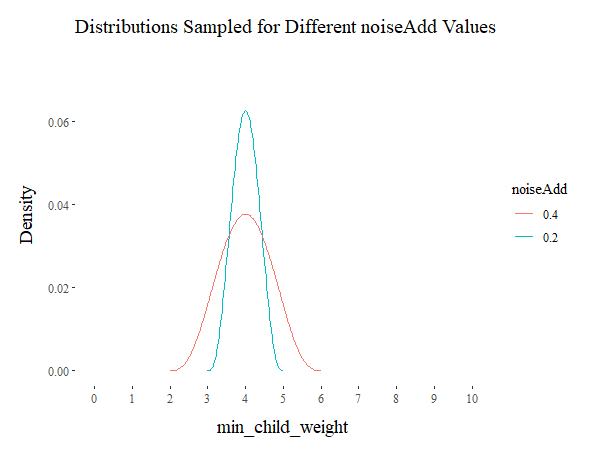 Distributions Sampled for Different noiseAdd Values
0.06
0.04
0.02
0.00
Density
0 1 2 3 4 5 6 7 8 9 10
min_child_weight
noiseAdd
0.4
0.2